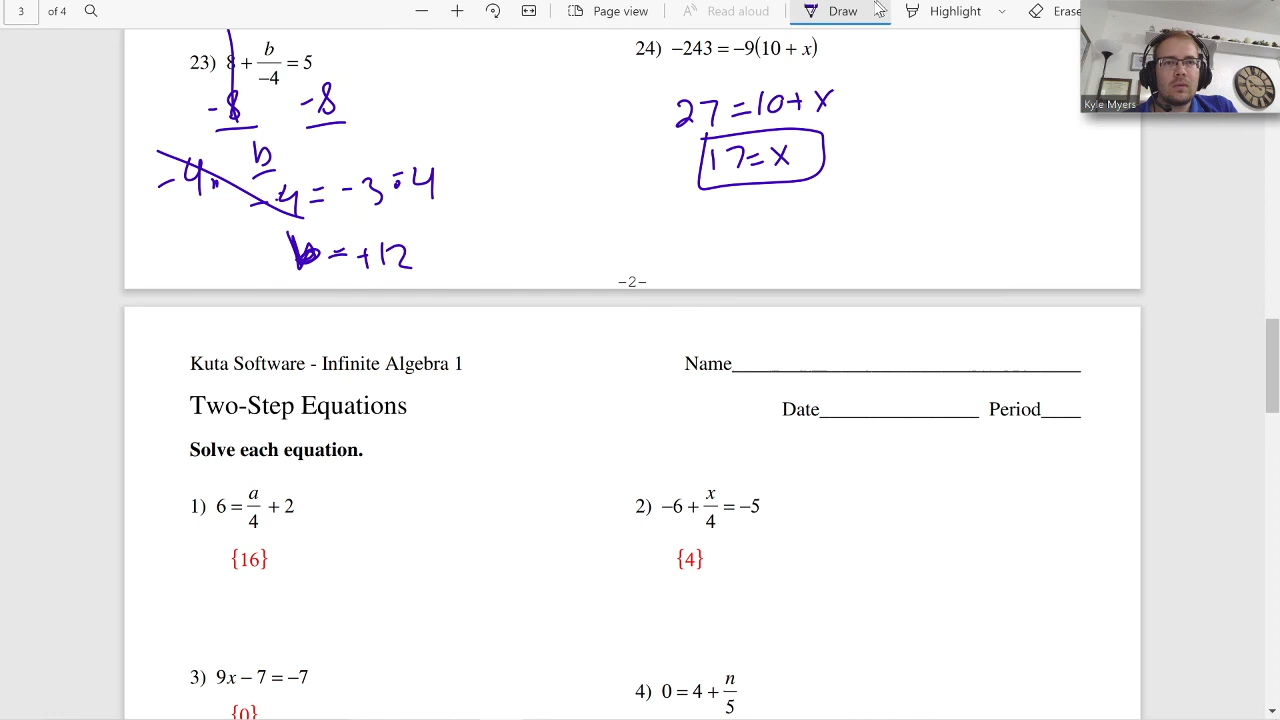 3 of 4 Page view Read aloud Draw Highlight Erase
Kyle Myers
23) 8 + b/−4 = 5
-8 -8
b
-4· -4 = -3·-4
b = +12
24) −243 = −9(10 + x)
27 = 10 + x
17 = x
−2−
Kuta Software - Infinite Algebra 1 Name
Two-Step Equations Date Period
Solve each equation.
1) 6 = a/4 + 2
{16}
2) −6 + x/4 = −5
{4}
3) 9x − 7 = −7
{0}
4) 0 = 4 + n/5